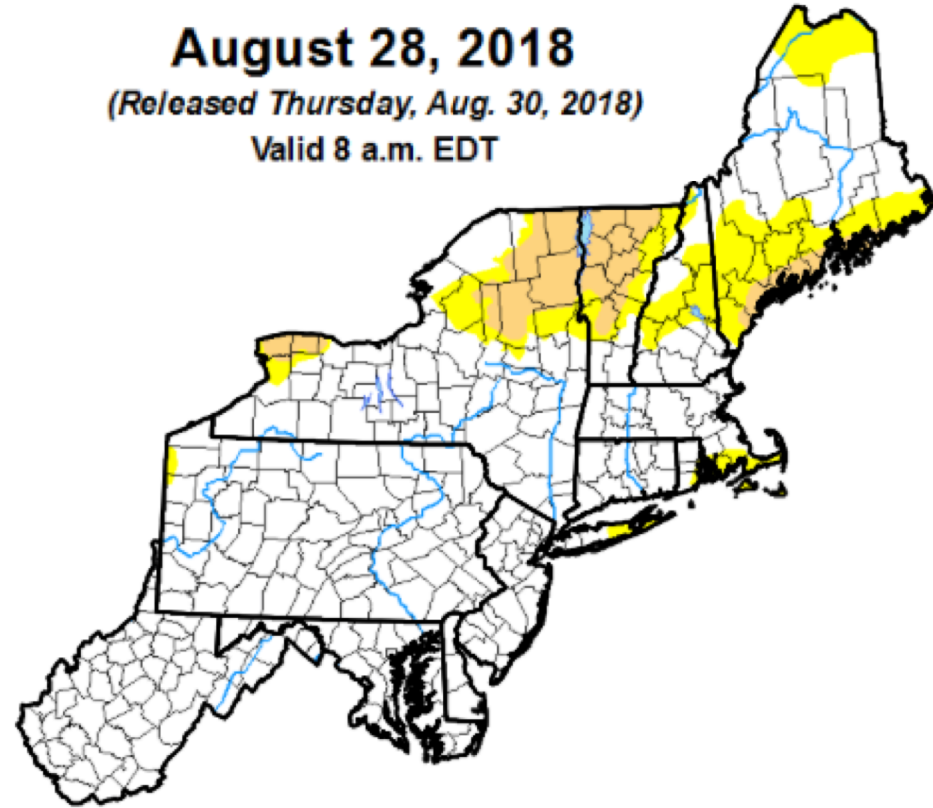 August 28, 2018
(Released Thursday, Aug. 30, 2018)
Valid 8 a.m. EDT